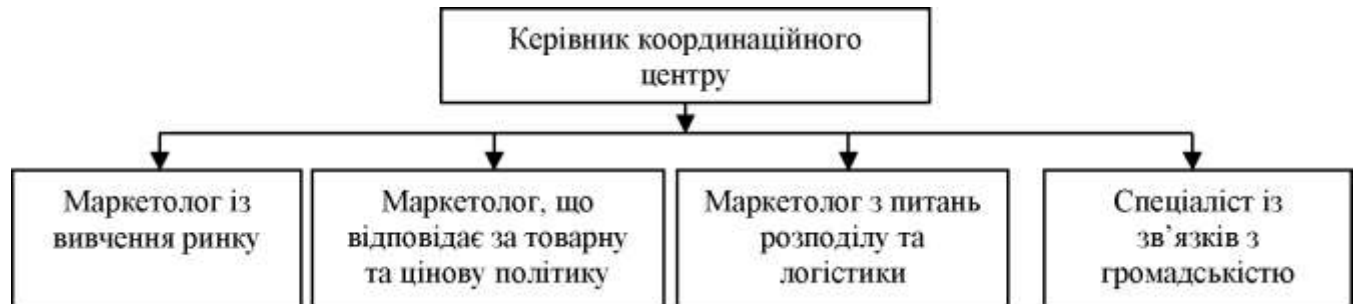 Керівник координаційного
центру
Маркетолог із
вивчення ринку
Маркетолог, що
відповідає за товарну
та цінову політику
Маркетолог з питань
розподілу та
логістики
Спеціаліст із
зв’язків з
громадськістю